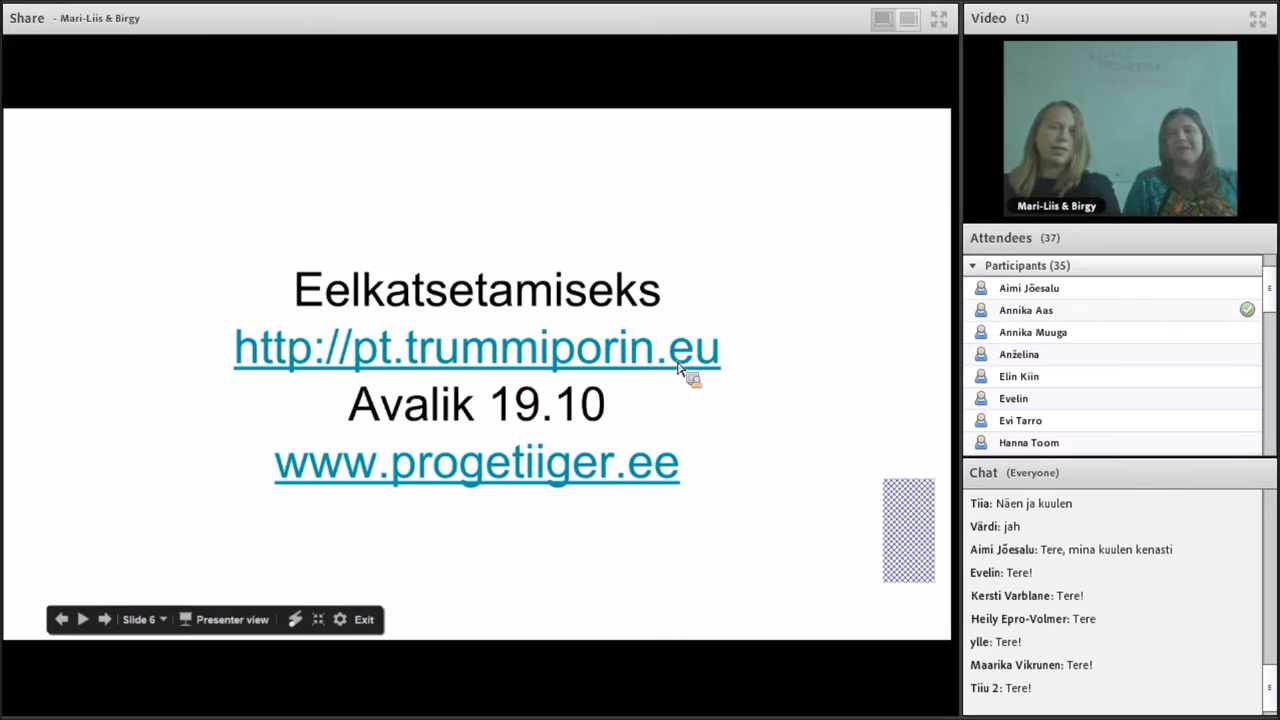 Share - Mari-Liis & Birgy
Eelkatsetamiseks
http://pt.trummiporin.eu
Avalik 19.10
www.progetiiger.ee
Slide 6 Presenter view Exit
Video (1)
Mari-Liis & Birgy
Attendees (37)
Participants (35)
Aimi Jõesalu
Annika Aas
Annika Muuga
Anželina
Elin Kiin
Evelin
Evi Tarro
Hanna Toom
Chat (Everyone)
Tiia: Näen ja kuulen
Värdi: jah
Aimi Jõesalu: Tere, mina kuulen kenasti
Evelin: Tere!
Kersti Varblane: Tere!
Heily Epro-Volmer: Tere
ylle: Tere!
Maarika Vikrunen: Tere!
Tiiu 2: Tere!